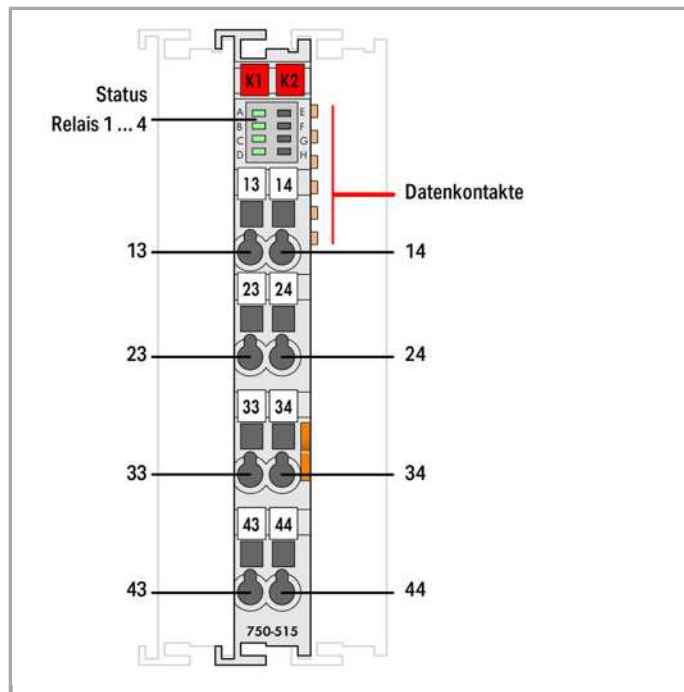 K1 K2
Status
Relais 1 ... 4
A E
B F
C G
D H
13 14
Datenkontakte
13 14
23 24
23 24
33 34
33 34
43 44
43 44
750-515